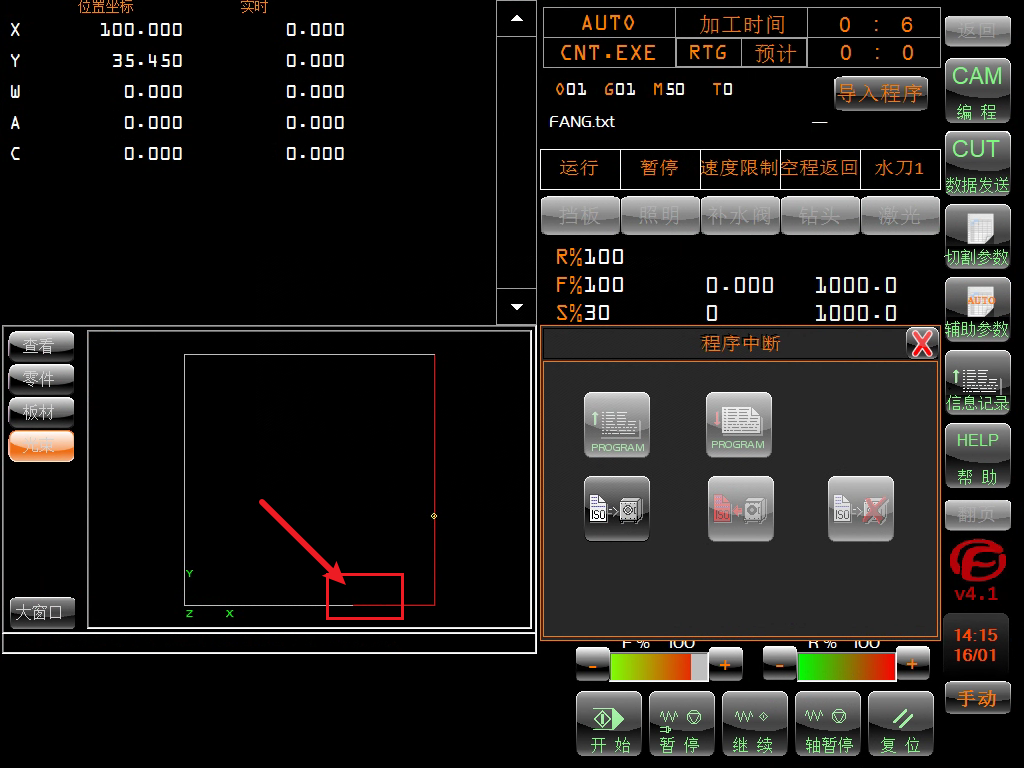 位置坐标 实时
X 100.000 0.000
Y 35.450 0.000
W 0.000 0.000
A 0.000 0.000
C 0.000 0.000
AUTO 加工时间 0 : 6
CNT.EXE RTG 预计 0 : 0
O01 G01 M50 T0 导入程序
FANG.txt
运行 暂停 速度限制 空程返回 水刀1
挡板 照明 补水阀 钻头 激光
R%100
F%100 0.000 1000.0
S%30 0 1000.0
查看
零件
板材
光束
大窗口
Y
Z X
程序中断
PROGRAM PROGRAM
ISO ISO ISO
F% 100 R% 100
- + - +
开始 暂停 继续 轴暂停 复位
返回
CAM
编程
CUT
数据发送
切割参数
AUTO
辅助参数
信息记录
HELP
帮助
翻页
v4.1
14:15
16/01
手动